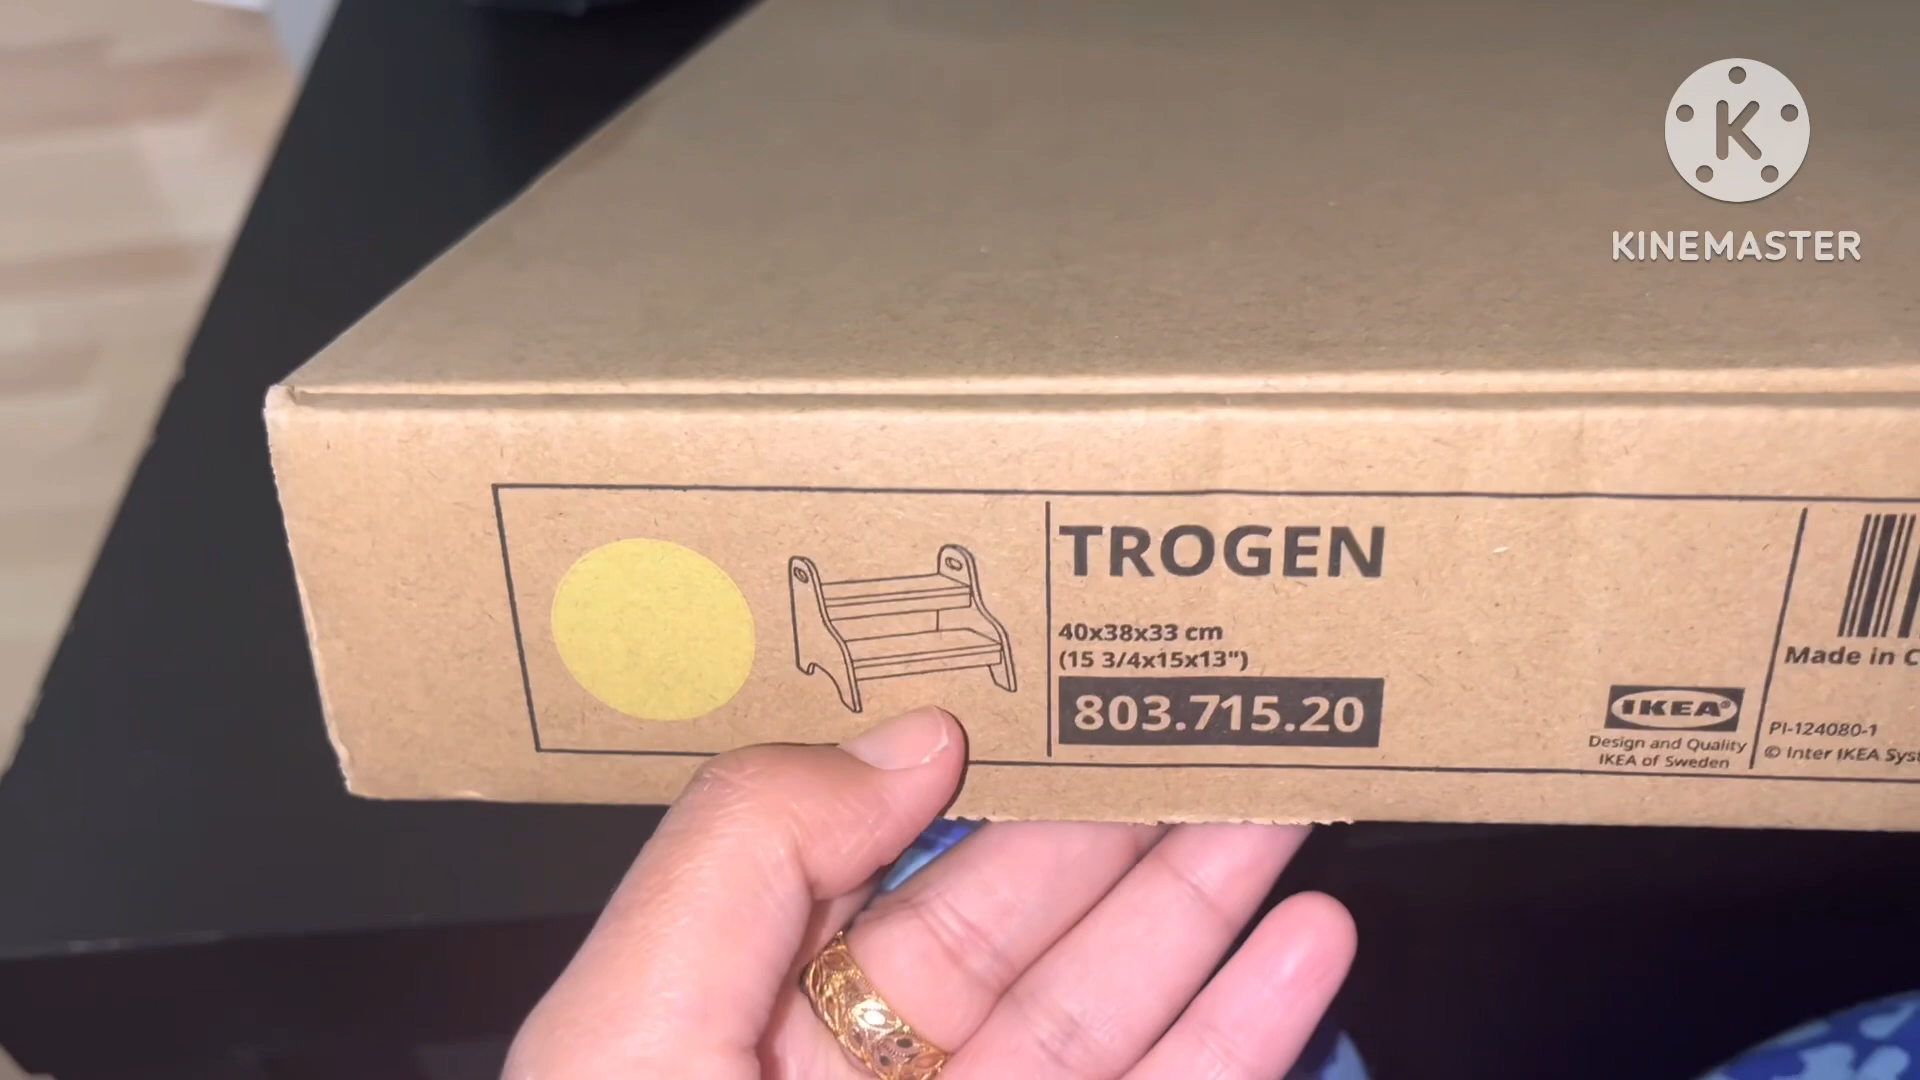 K
KINEMASTER
TROGEN
40x38x33 cm
(15 3/4x15x13")
803.715.20
IKEA®
Design and Quality
IKEA of Sweden
Made in
PI-124080-1
© Inter IKEA